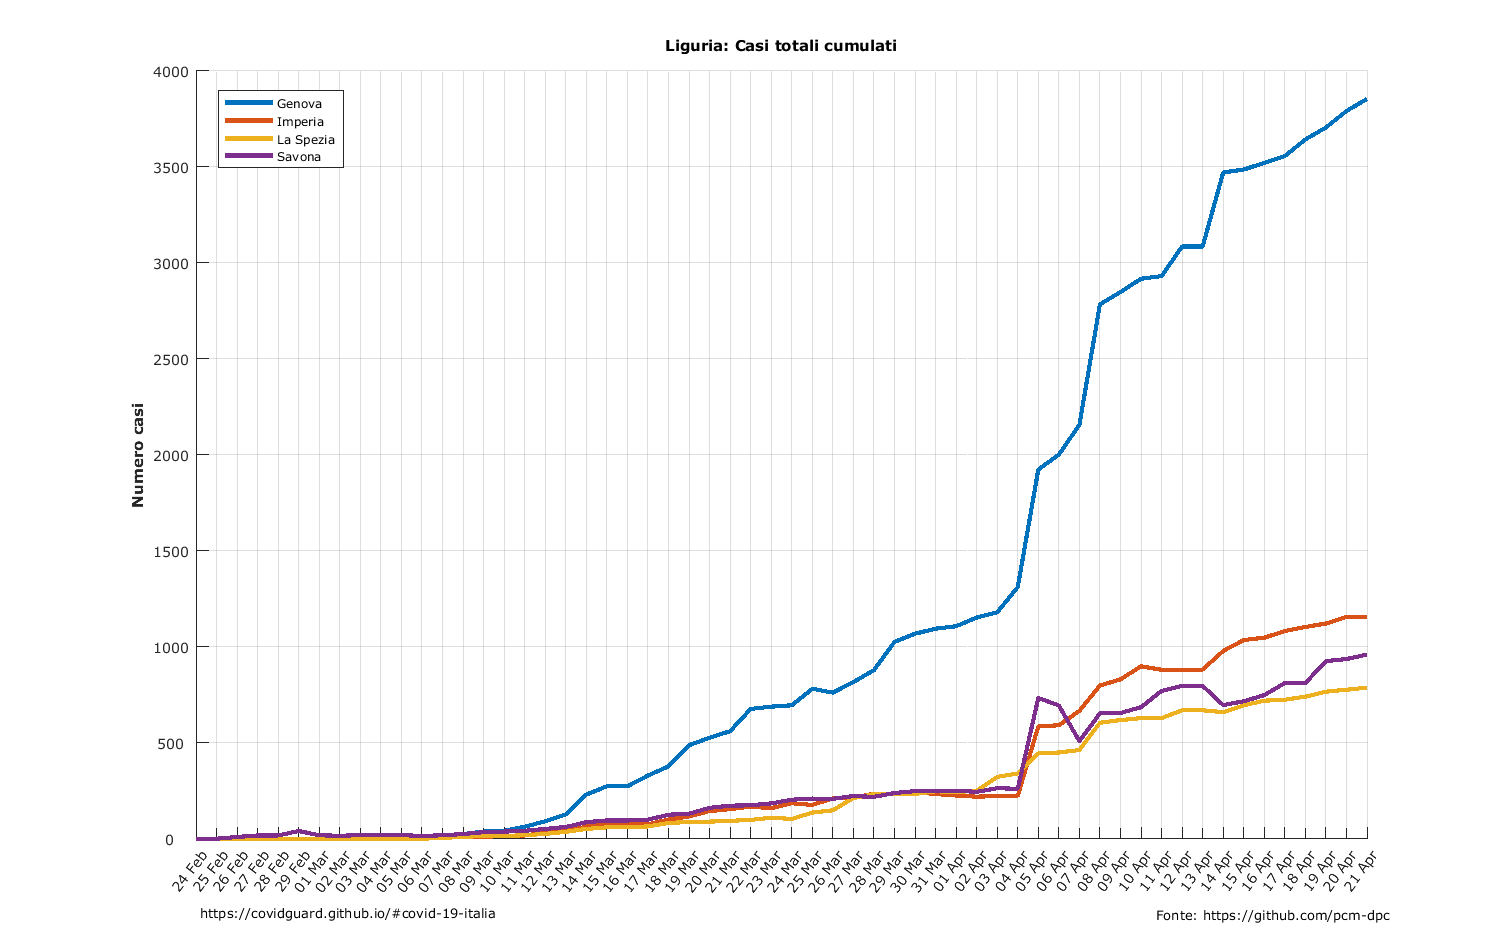 Liguria: Casi totali cumulati
4000
3500
3000
2500
2000
1500
1000
500
0
Numero casi
Genova
Imperia
La Spezia
Savona
24 Feb
25 Feb
26 Feb
27 Feb
28 Feb
29 Feb
01 Mar
02 Mar
03 Mar
04 Mar
05 Mar
06 Mar
07 Mar
08 Mar
09 Mar
10 Mar
11 Mar
12 Mar
13 Mar
14 Mar
15 Mar
16 Mar
17 Mar
18 Mar
19 Mar
20 Mar
21 Mar
22 Mar
23 Mar
24 Mar
25 Mar
26 Mar
27 Mar
28 Mar
29 Mar
30 Mar
31 Mar
01 Apr
02 Apr
03 Apr
04 Apr
05 Apr
06 Apr
07 Apr
08 Apr
09 Apr
10 Apr
11 Apr
12 Apr
13 Apr
14 Apr
15 Apr
16 Apr
17 Apr
18 Apr
19 Apr
20 Apr
21 Apr
https://covidguard.github.io/#covid-19-italia
Fonte: https://github.com/pcm-dpc